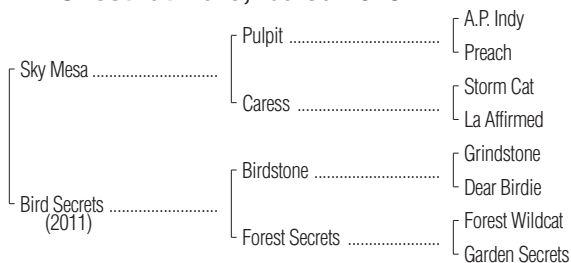 A.P. Indy
Pulpit
Preach
Sky Mesa
Storm Cat
Caress
La Affirmed
Grindstone
Birdstone
Dear Birdie
Bird Secrets
(2011)
Forest Wildcat
Forest Secrets
Garden Secrets